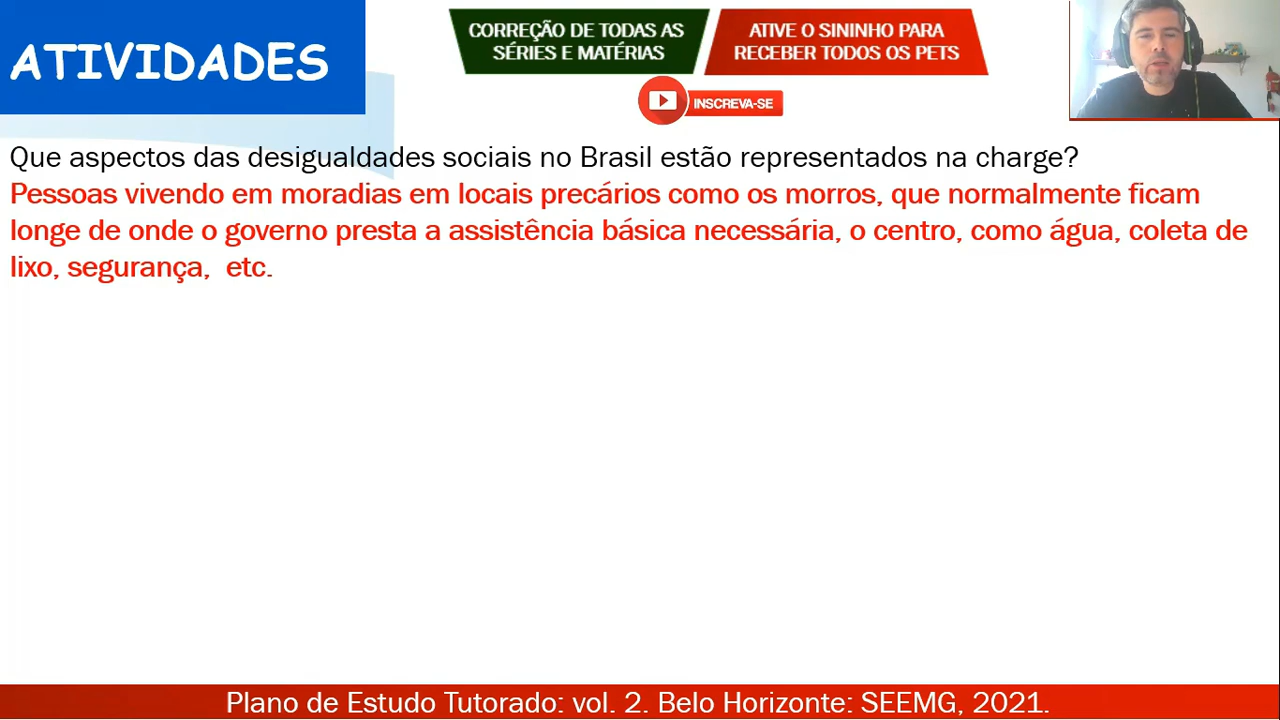 ATIVIDADES
CORREÇÃO DE TODAS AS
SÉRIES E MATÉRIAS
ATIVE O SININHO PARA
RECEBER TODOS OS PETS
INSCREVA-SE
Que aspectos das desigualdades sociais no Brasil estão representados na charge?
Pessoas vivendo em moradias em locais precários como os morros, que normalmente ficam
longe de onde o governo presta a assistência básica necessária, o centro, como água, coleta de
lixo, segurança, etc.
Plano de Estudo Tutorado: vol. 2. Belo Horizonte: SEEMG, 2021.